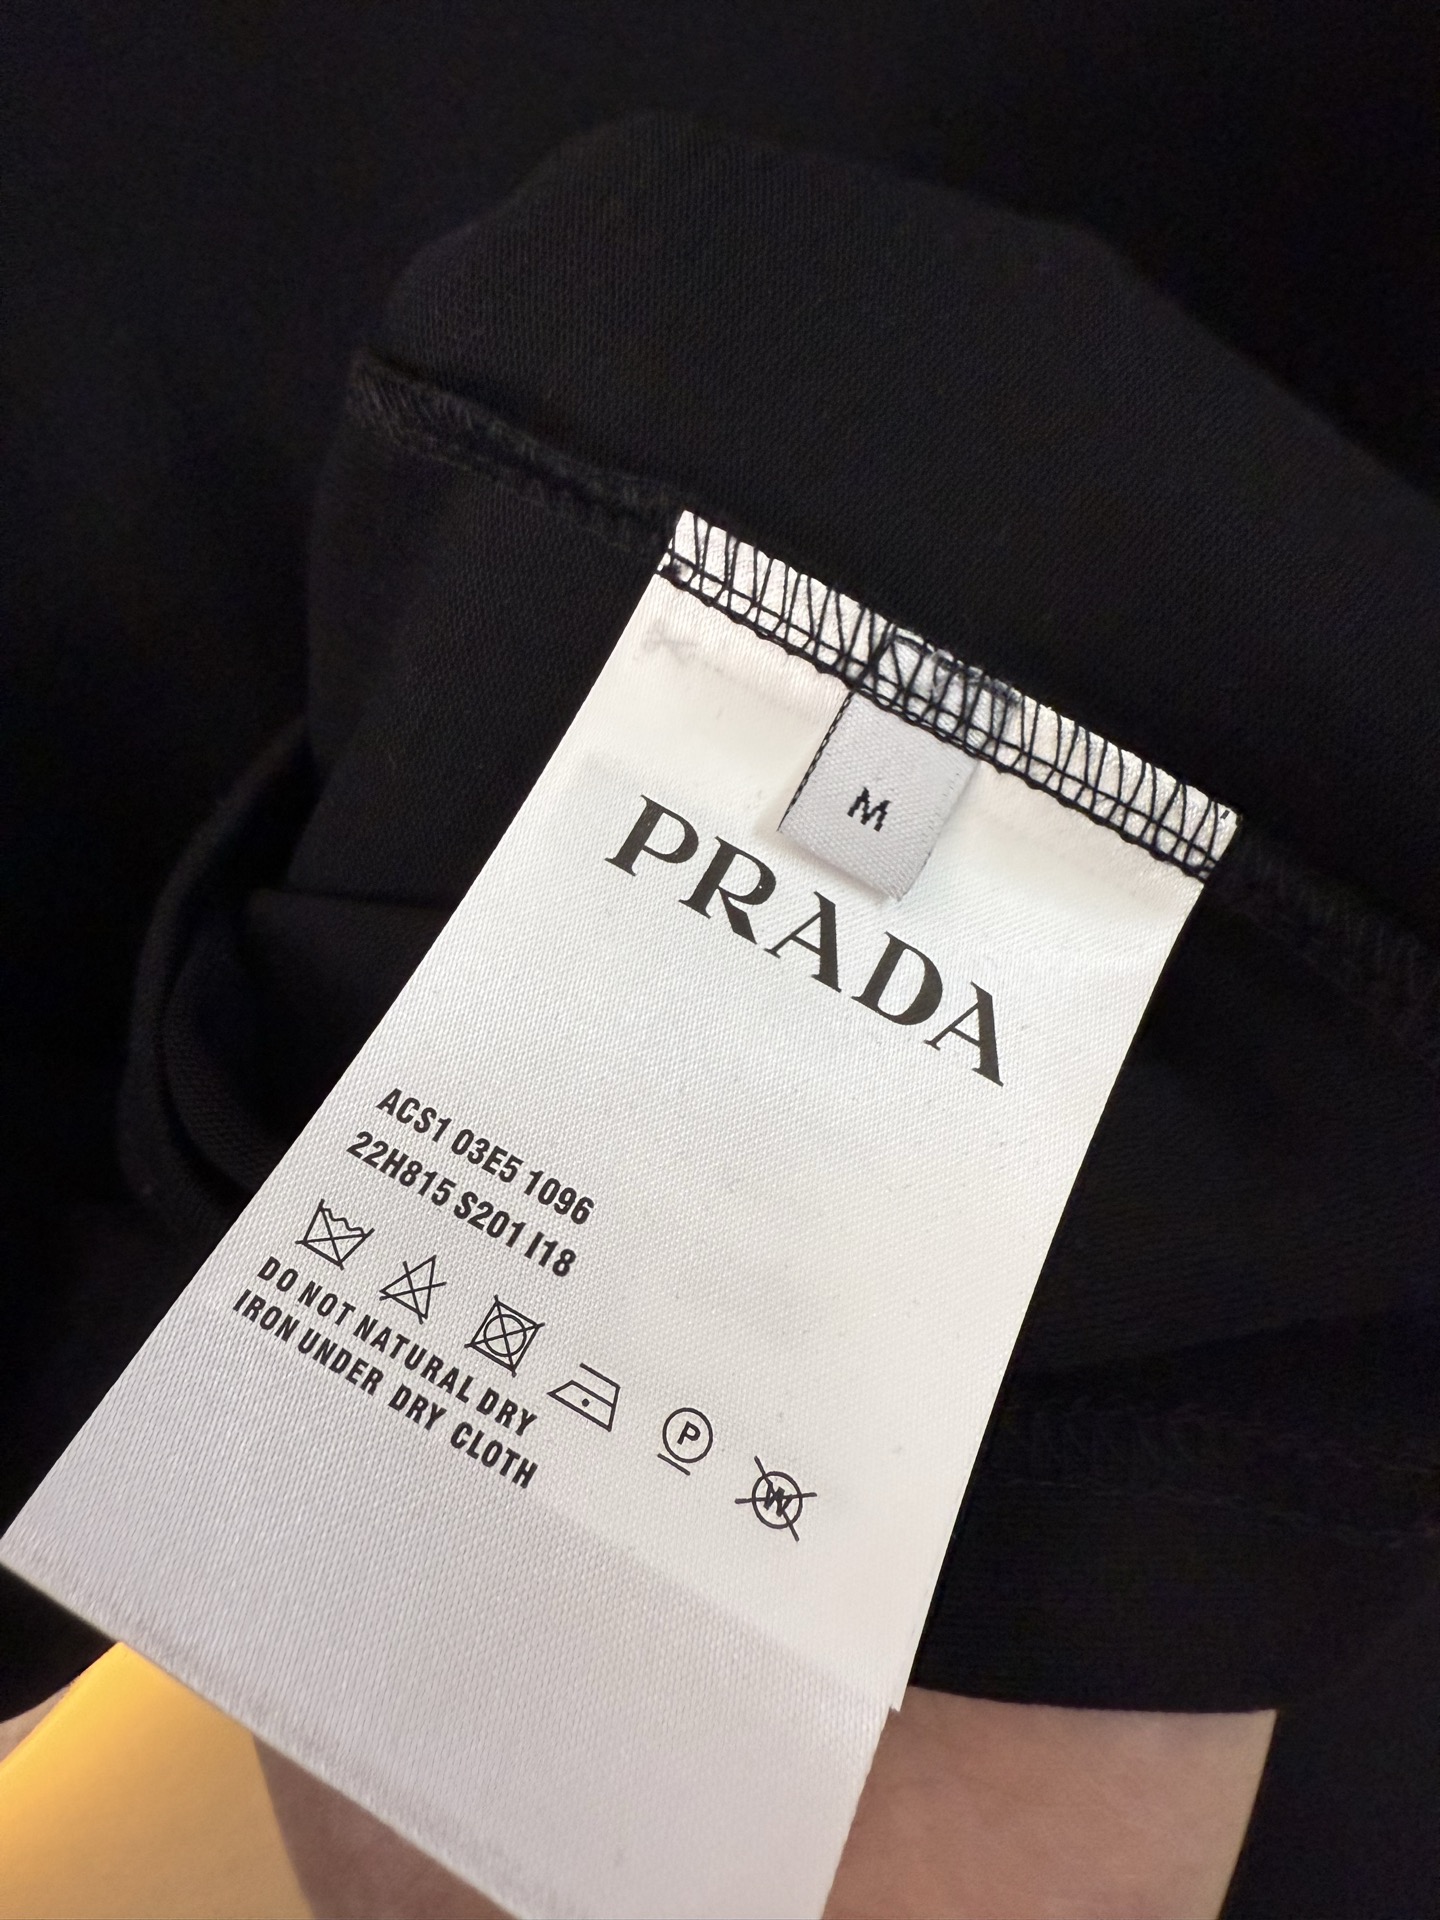 M
PRADA
ACS1 03E5 1096
22H815 S201 I18
P
W
DO NOT NATURAL DRY
IRON UNDER DRY CLOTH